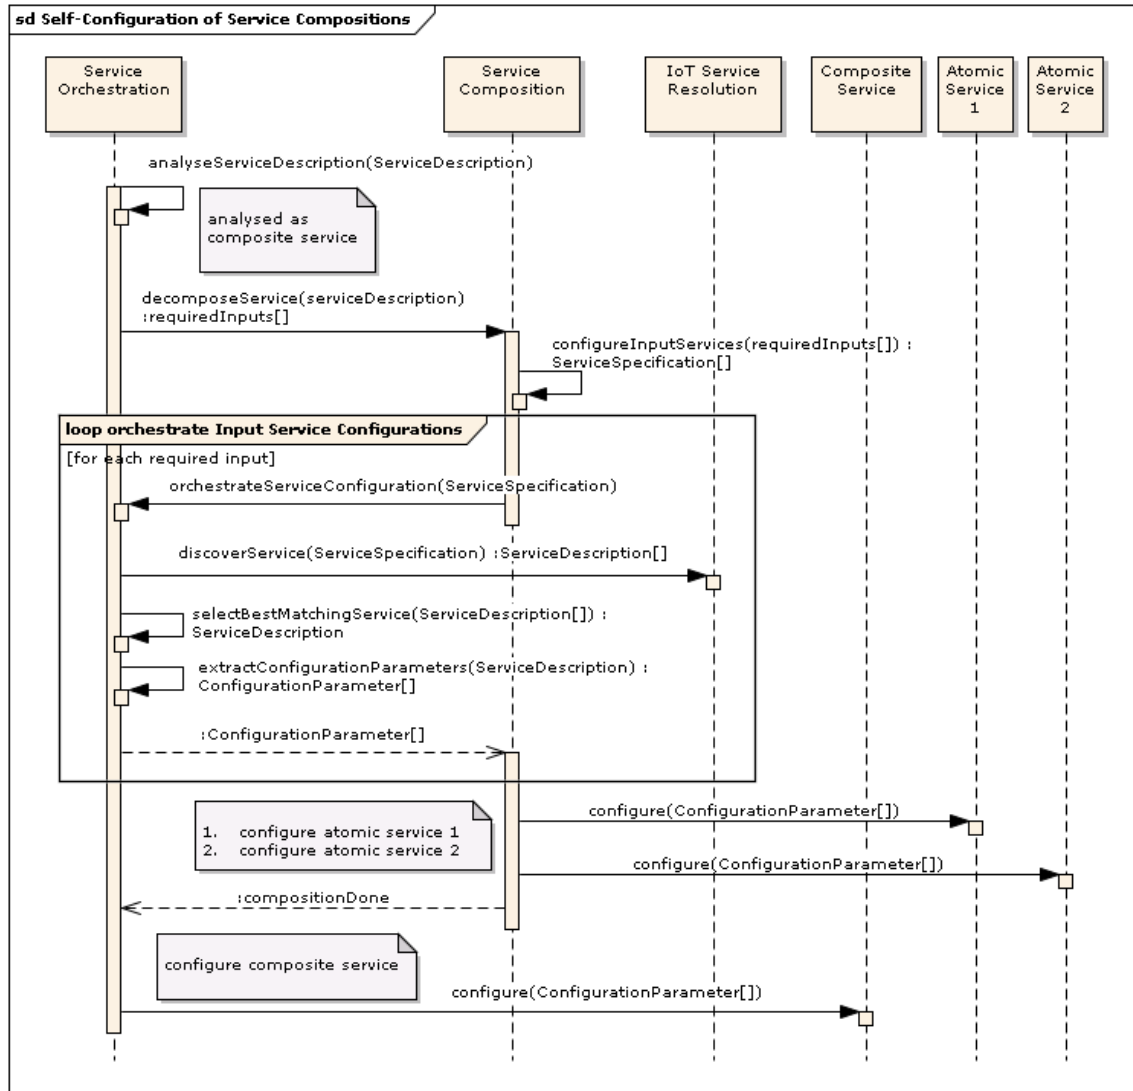 sd Self-Configuration of Service Compositions
Service
Orchestration
Service
Composition
IoT Service
Resolution
Composite
Service
Atomic
Service
1
Atomic
Service
2
analyseServiceDescription(ServiceDescription)
analysed as
composite service
decomposeService(serviceDescription)
:requiredInputs[]
configureInputServices(requiredInputs[]) :
ServiceSpecification[]
loop orchestrate Input Service Configurations
[for each required input]
orchestrateServiceConfiguration(ServiceSpecification)
discoverService(ServiceSpecification) :ServiceDescription[]
selectBestMatchingService(ServiceDescription[]) :
ServiceDescription
extractConfigurationParameters(ServiceDescription) :
ConfigurationParameter[]
:ConfigurationParameter[]
configure(ConfigurationParameter[])
1. configure atomic service 1
2. configure atomic service 2
configure(ConfigurationParameter[])
:compositionDone
configure composite service
configure(ConfigurationParameter[])